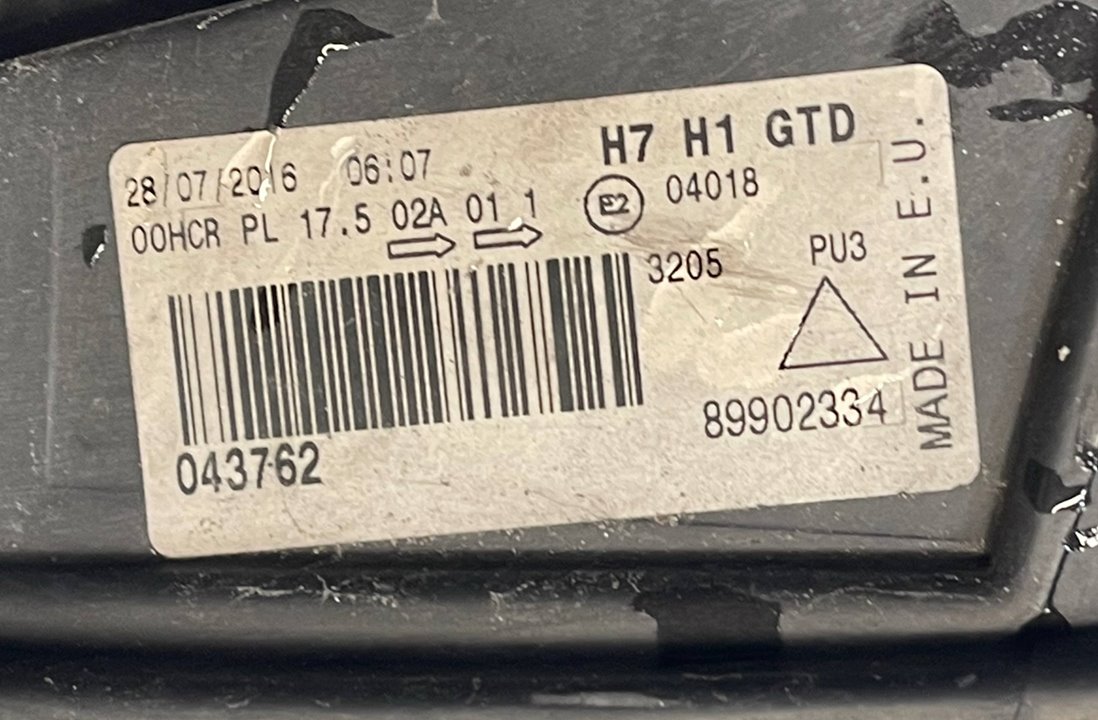 28/07/2016 06:07
H7 H1 GTD
00HCR PL 17.5 02A 01 1
E2 04018
3205
PU3
89902334
043762
MADE IN E.U.